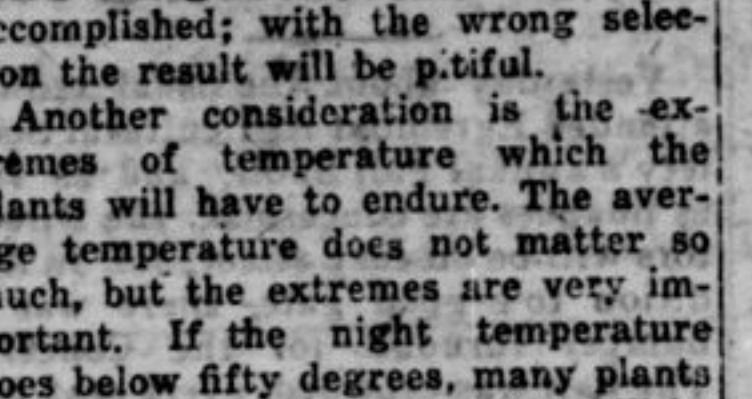 ccomplished; with the wrong selec-
on the result will be pitiful.
Another consideration is the ex-
remes of temperature which the
lants will have to endure. The aver-
ge temperature does not matter so
uch, but the extremes are very im-
ortant. If the night temperature
oes below fifty degrees, many plants